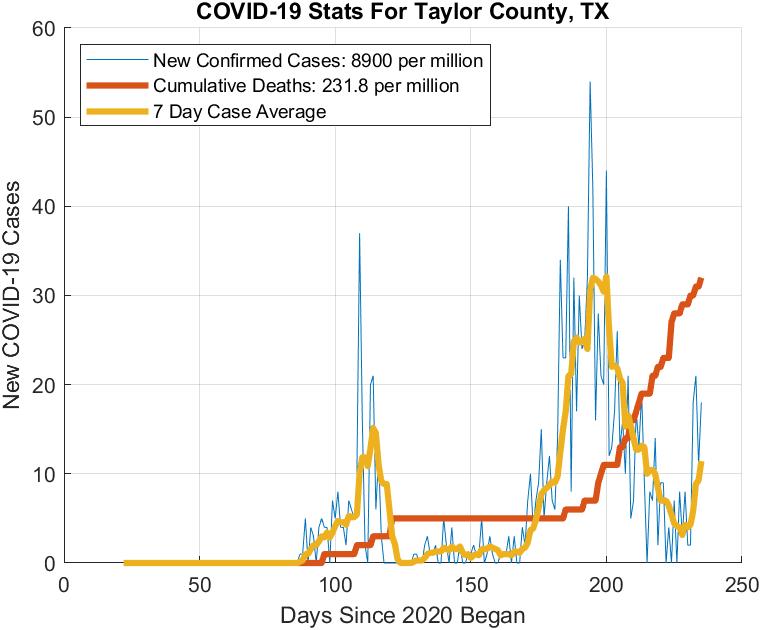 COVID-19 Stats For Taylor County, TX
New Confirmed Cases: 8900 per million
Cumulative Deaths: 231.8 per million
7 Day Case Average
New COVID-19 Cases
60
50
40
30
20
10
0
0 50 100 150 200 250
Days Since 2020 Began